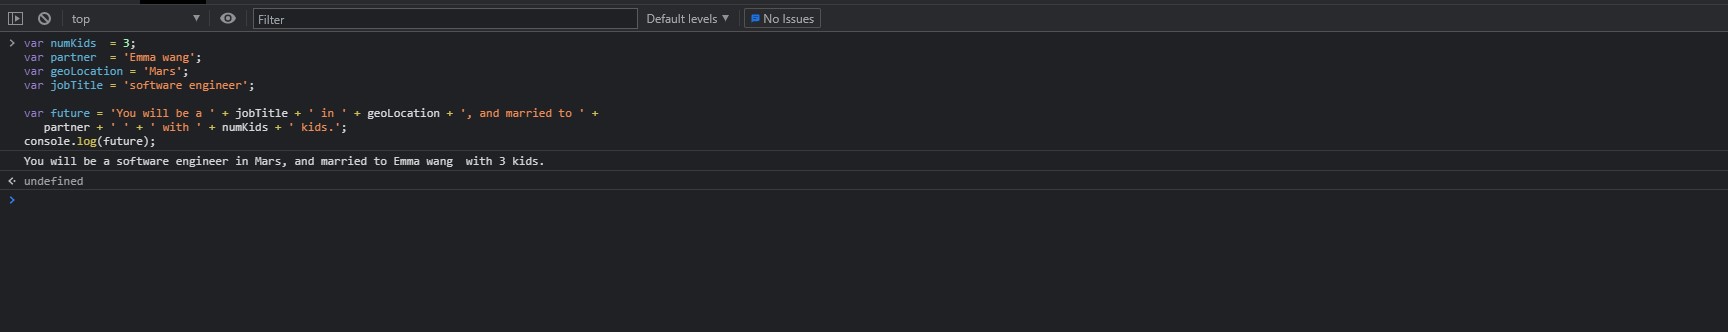 top
Filter
Default levels
No Issues
var numKids  = 3;
var partner  = 'Emma wang';
var geoLocation = 'Mars';
var jobTitle = 'software engineer';
var future = 'You will be a ' + jobTitle + ' in ' + geoLocation + ', and married to ' +
   partner + ' ' + ' with ' + numKids + ' kids.';
console.log(future);
You will be a software engineer in Mars, and married to Emma wang  with 3 kids.
undefined